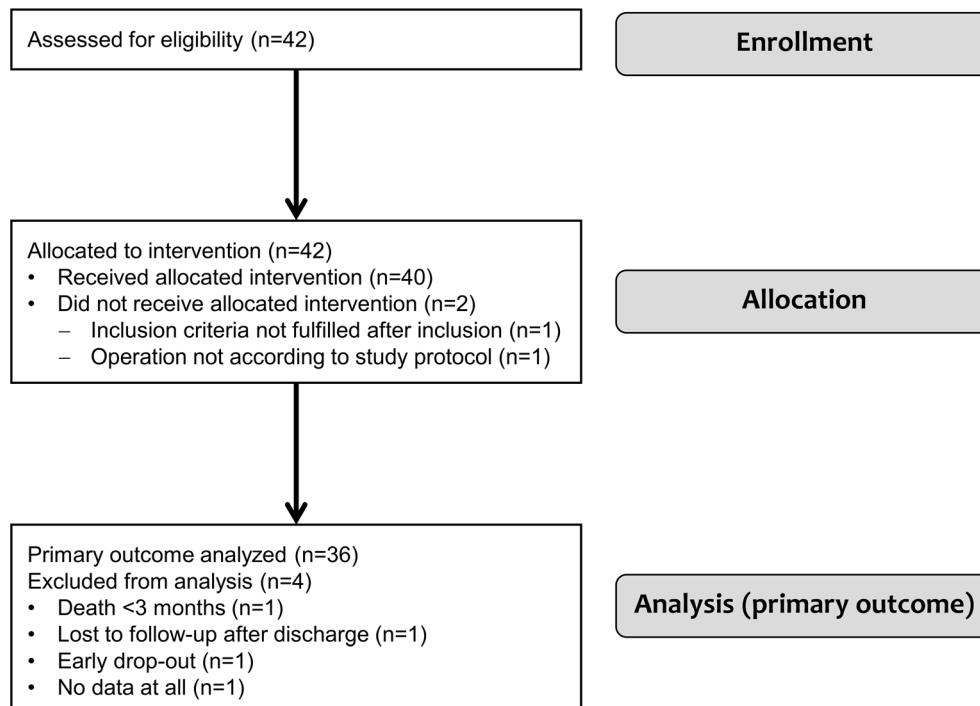 Assessed for eligibility (n=42)
Enrollment
Allocated to intervention (n=42)
• Received allocated intervention (n=40)
• Did not receive allocated intervention (n=2)
– Inclusion criteria not fulfilled after inclusion (n=1)
– Operation not according to study protocol (n=1)
Allocation
Primary outcome analyzed (n=36)
Excluded from analysis (n=4)
• Death <3 months (n=1)
• Lost to follow-up after discharge (n=1)
• Early drop-out (n=1)
• No data at all (n=1)
Analysis (primary outcome)